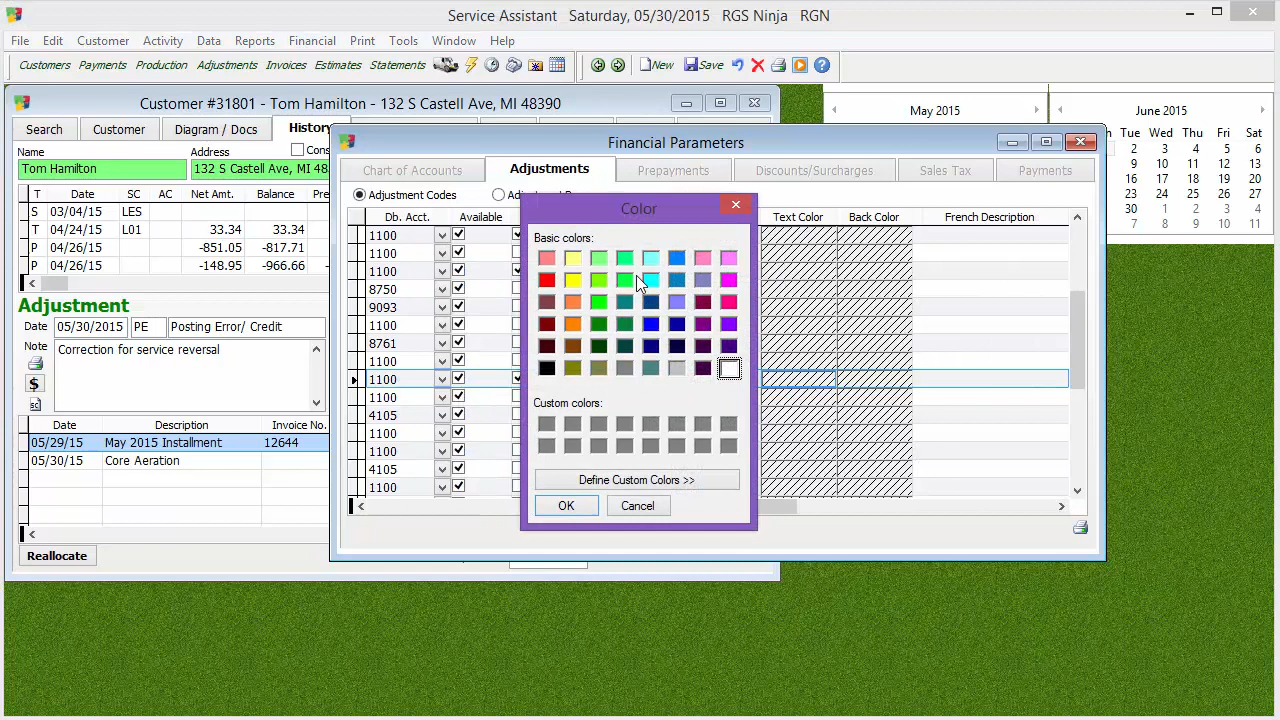 Service Assistant Saturday, 05/30/2015 RGS Ninja RGN
File Edit Customer Activity Data Reports Financial Print Tools Window Help
Customers Payments Production Adjustments Invoices Estimates Statements New Save
Customer #31801 - Tom Hamilton - 132 S Castell Ave, MI 48390
Search Customer Diagram / Docs History
Name Cons Address
Tom Hamilton 132 S Castell Ave, MI 483
T Date SC AC Net Amt. Balance Pre
S 03/04/15 LES
T 04/24/15 L01 33.34 33.34
P 04/26/15 -851.05 -817.71
P 04/26/15 -148.95 -966.66
Adjustment
Date 05/30/2015 PE Posting Error/ Credit
Note Correction for service reversal
Date Description Invoice No.
05/29/15 May 2015 Installment 12644
05/30/15 Core Aeration
Reallocate
Financial Parameters
Chart of Accounts Adjustments Prepayments Discounts/Surcharges Sales Tax Payments
Adjustment Codes
Db. Acct. Available Text Color Back Color French Description
1100
1100
1100
8750
9093
1100
8761
1100
1100
1100
4105
1100
1100
4105
1100
Color
Basic colors:
Custom colors:
Define Custom Colors >>
OK Cancel
May 2015 June 2015
Tue Wed Thu Fri Sat
2 3 4 5 6
9 10 11 12 13
16 17 18 19 20
23 24 25 26 27
30 1 2 3 4
7 8 9 10 11